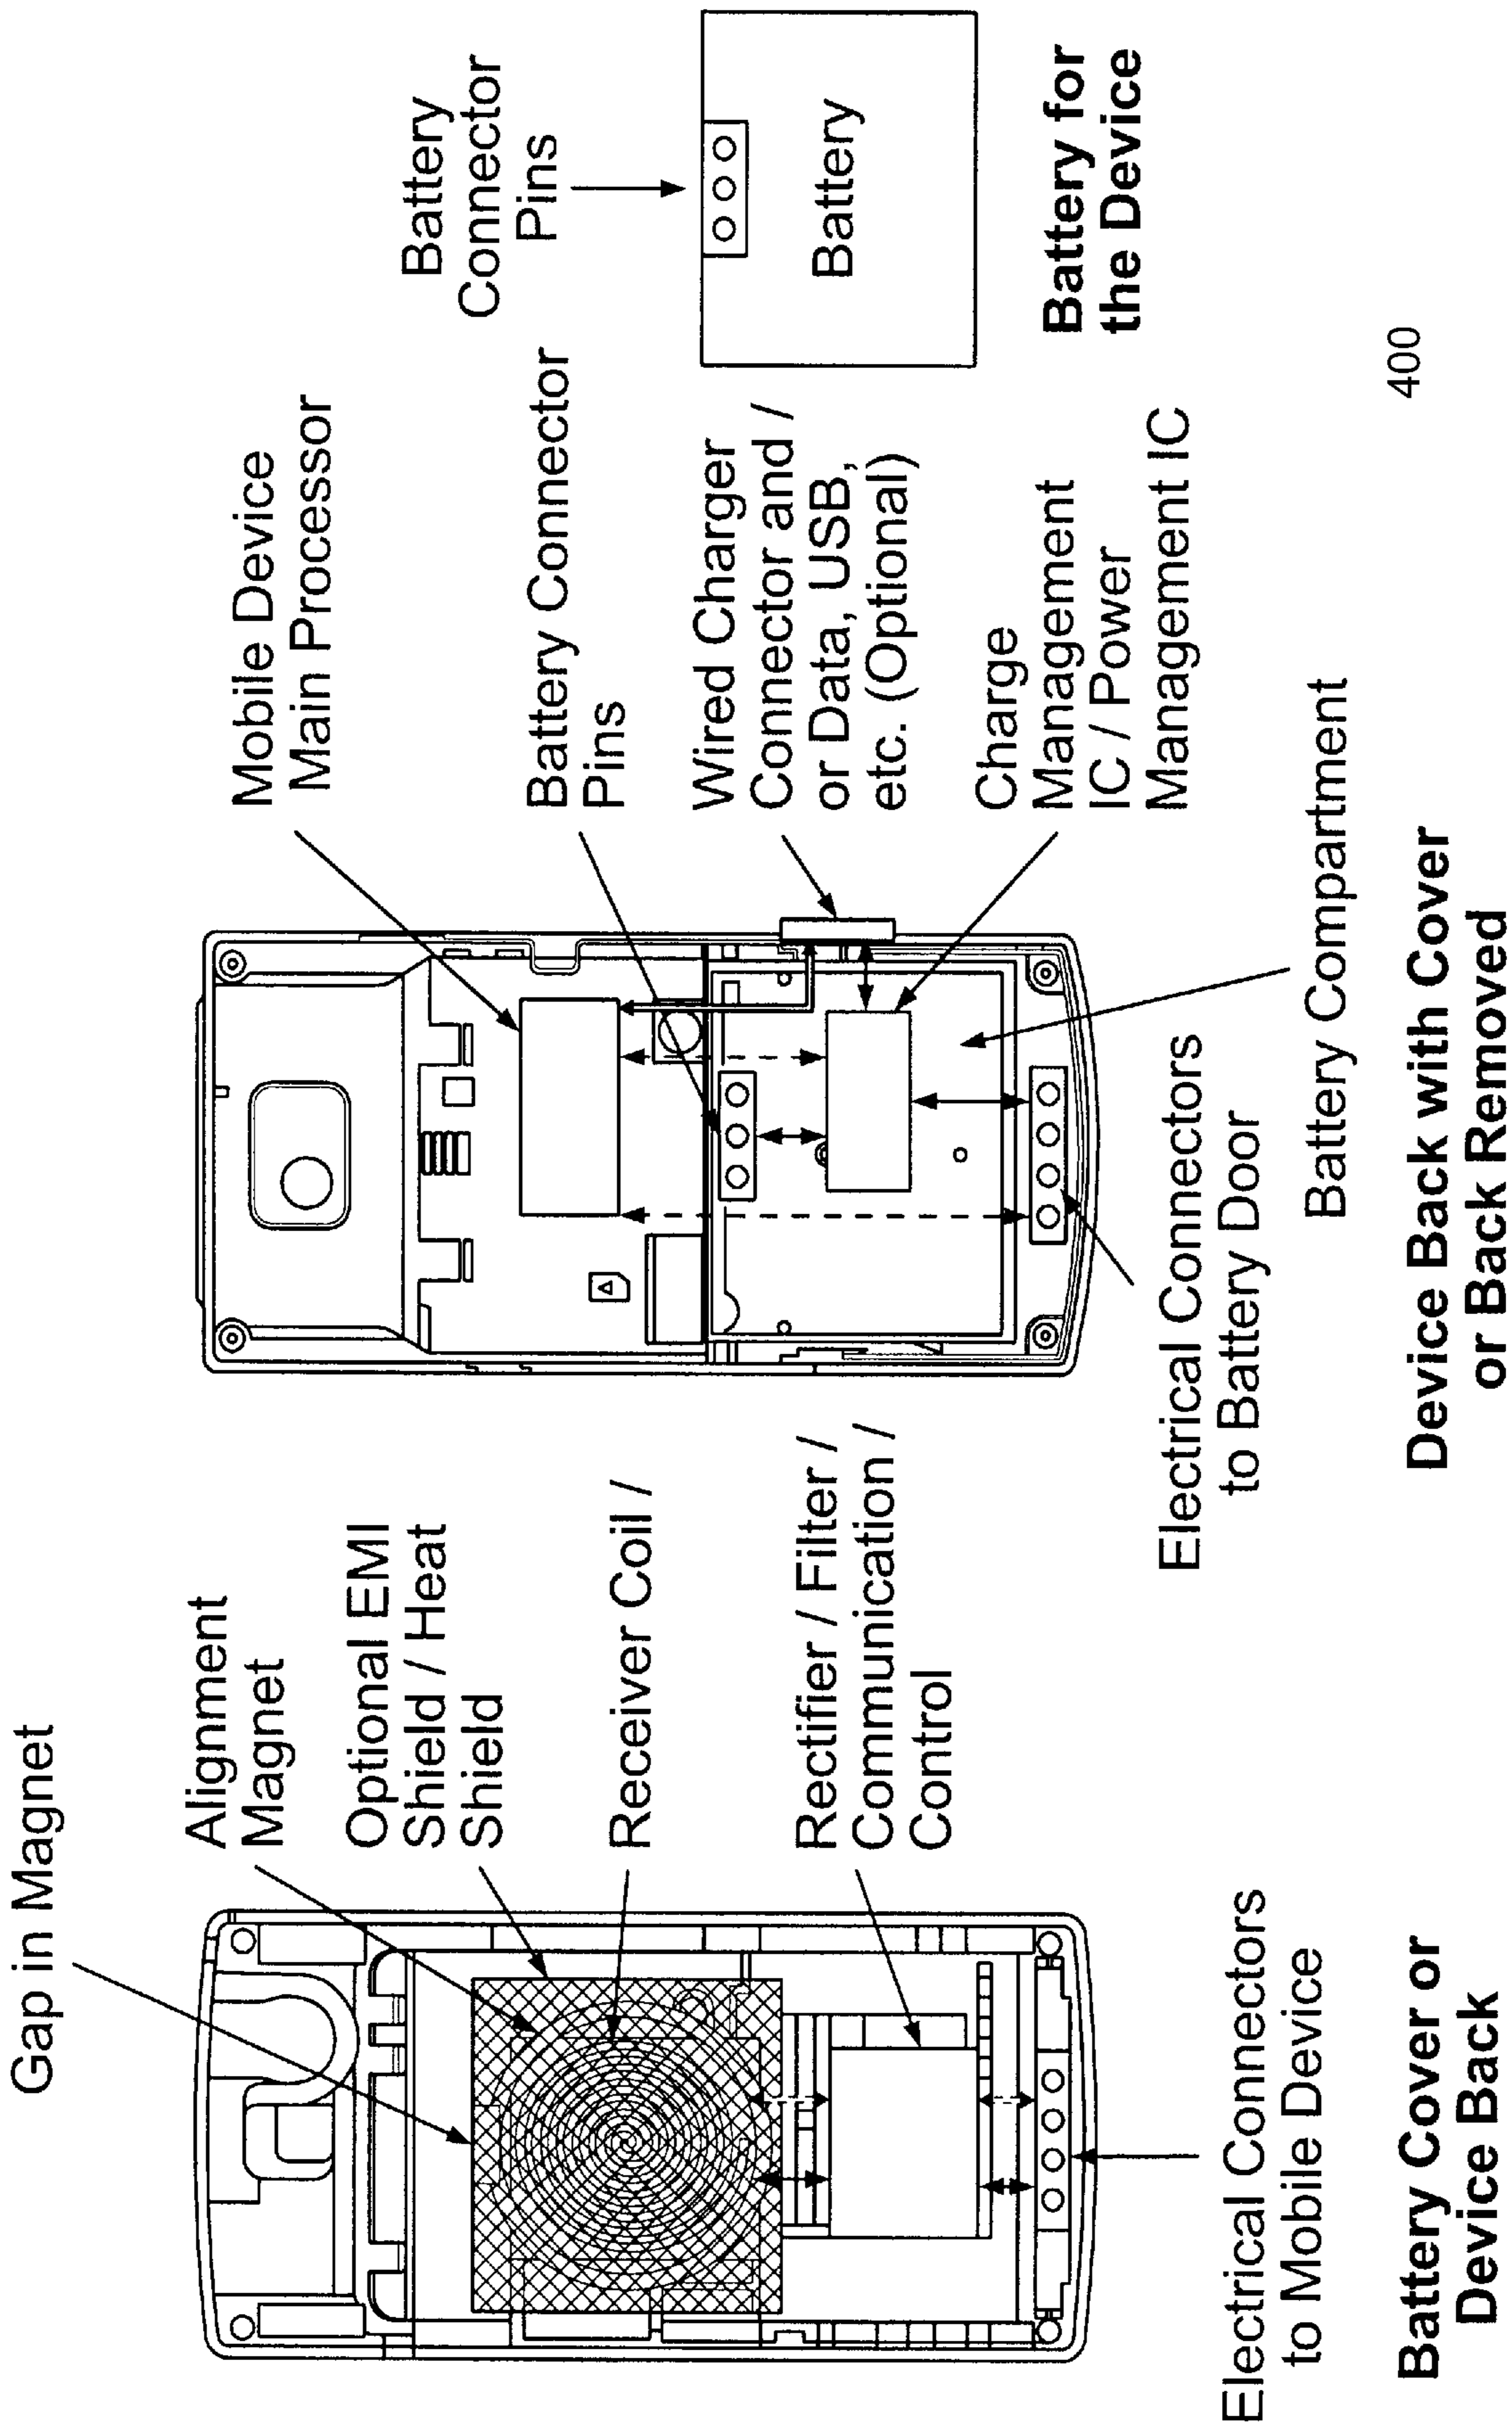 Gap in Magnet
Alignment
Magnet
Optional EMI
Shield / Heat
Shield
Receiver Coil /
Rectifier / Filter /
Communication /
Control
Electrical Connectors
to Mobile Device
Battery Cover or
Device Back
Mobile Device
Main Processor
Battery Connector
Pins
Wired Charger
Connector and /
or Data, USB,
etc. (Optional)
Charge
Management
IC / Power
Management IC
Battery Compartment
Electrical Connectors
to Battery Door
Device Back with Cover
or Back Removed
Battery
Connector
Pins
Battery
Battery for
the Device
400